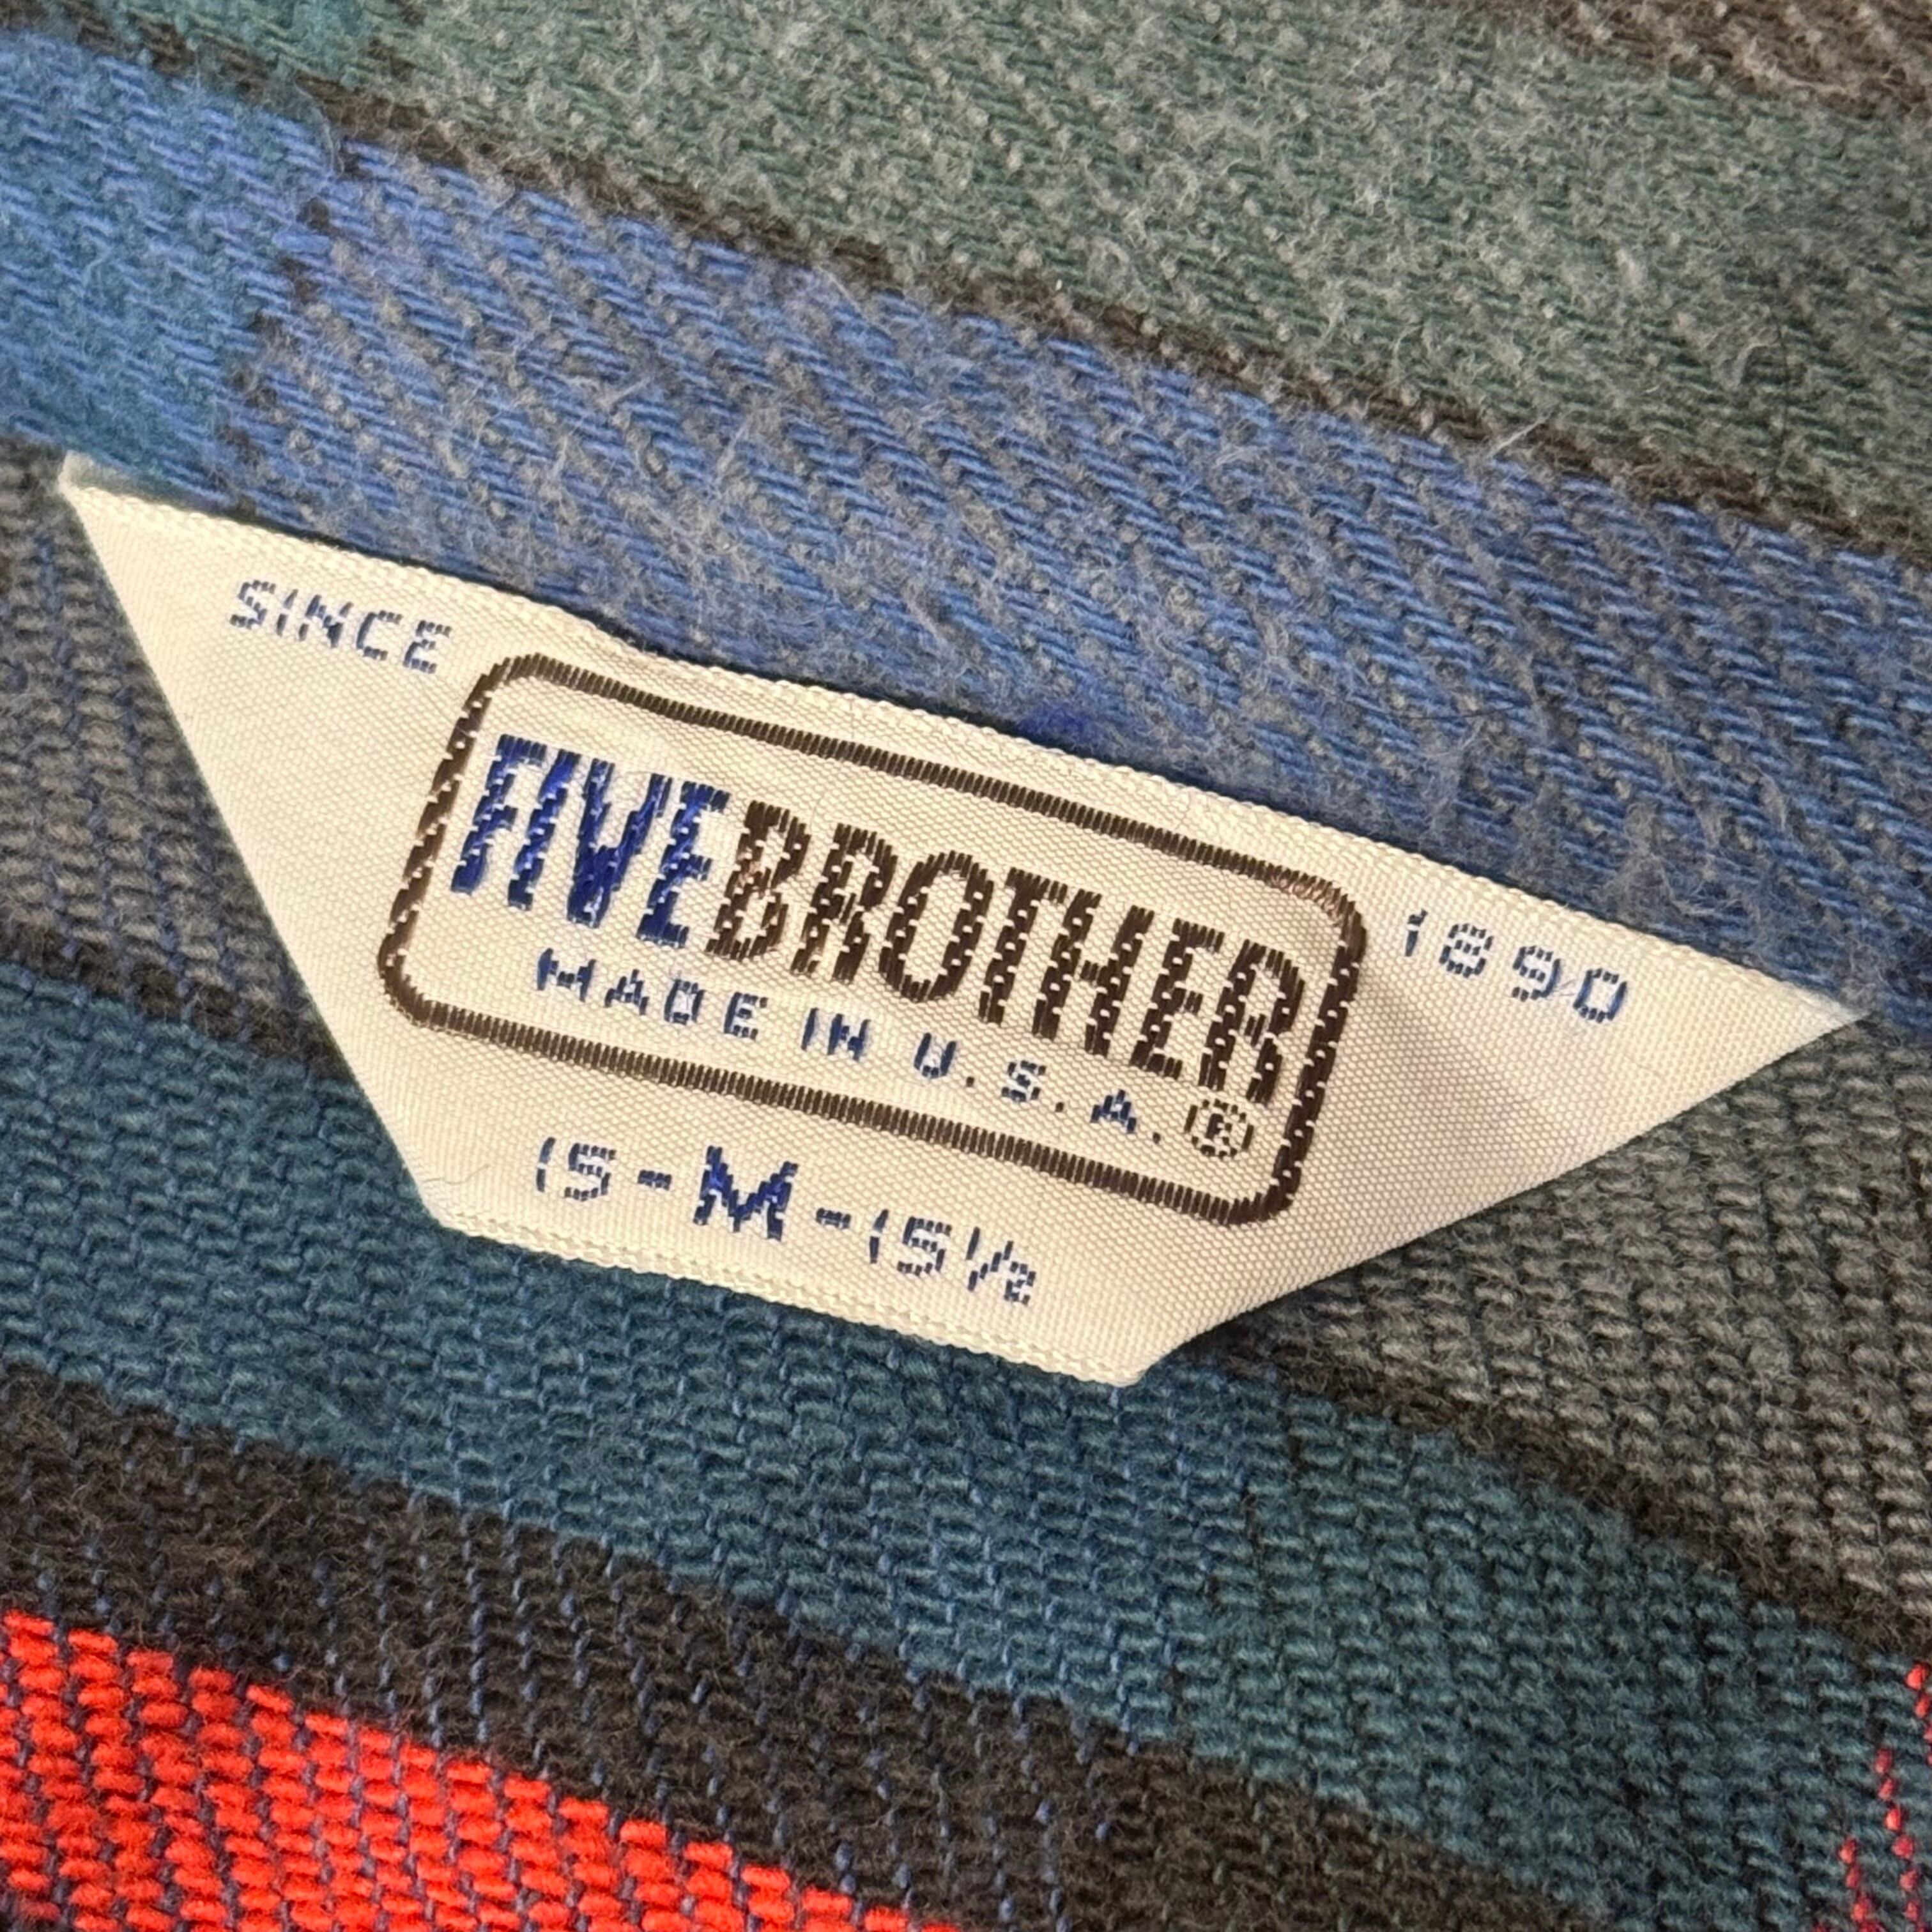 SINCE 1890
FIVEBROTHER
MADE IN U.S.A.®
15-M-15½